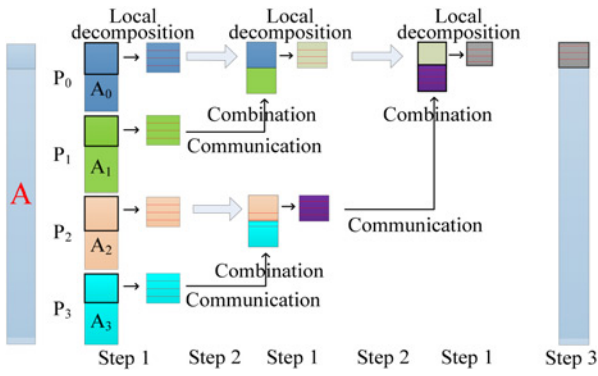 Local
decomposition
Local
decomposition
Local
decomposition
P0
A0
Combination
Combination
Communication
P1
A1
A
P2
A2
Communication
Combination
Communication
P3
A3
Step 1
Step 2
Step 1
Step 2
Step 1
Step 3